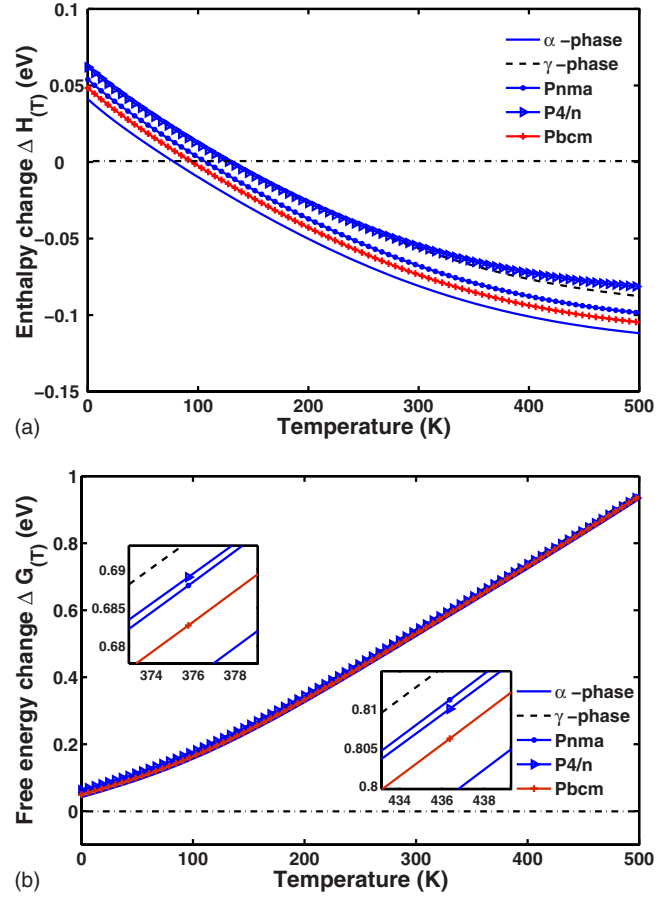 0.1
0.05
0
−0.05
−0.1
−0.15
Enthalpy change Δ H(T) (eV)
α −phase
γ −phase
Pnma
P4/n
Pbcm
0 100 200 300 400 500
Temperature (K)
(a)
1
0.8
0.6
0.4
0.2
0
Free energy change Δ G(T) (eV)
0.69
0.685
0.68
374 376 378
0.81
0.805
0.8
434 436 438
α −phase
γ −phase
Pnma
P4/n
Pbcm
0 100 200 300 400 500
Temperature (K)
(b)